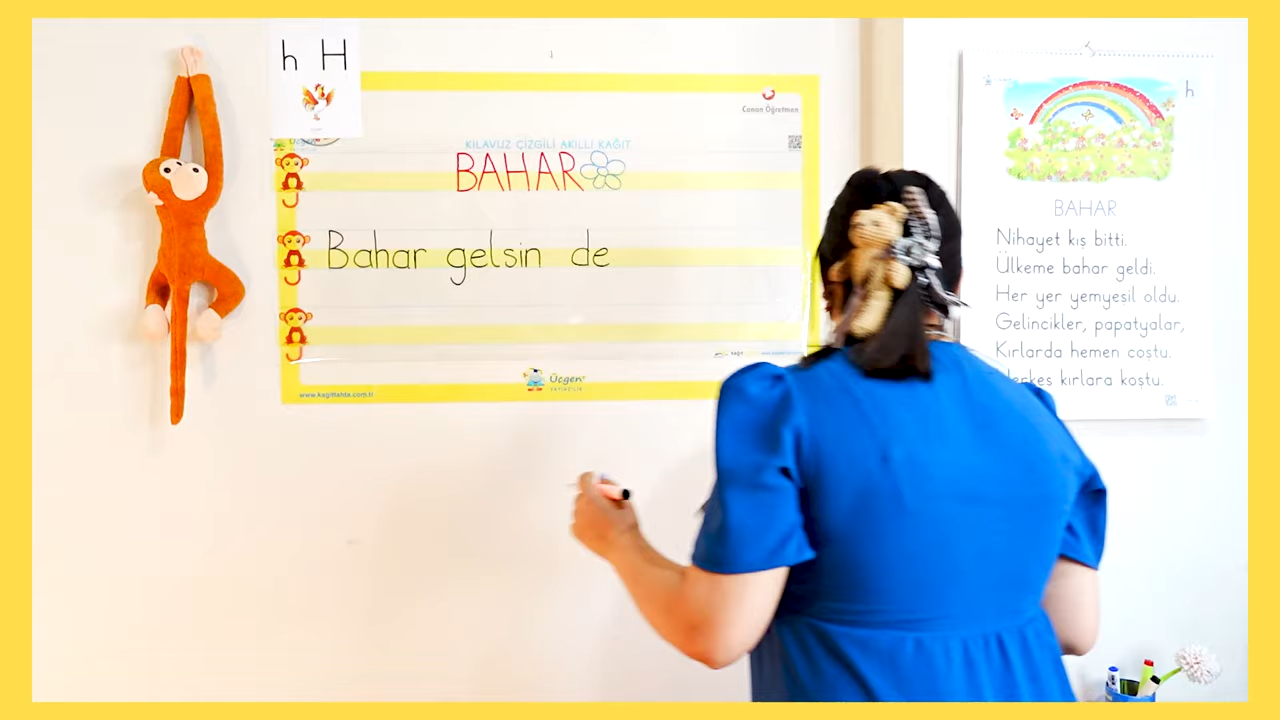 h H
Canan Öğretmen
KILAVUZ ÇİZGİLİ AKILLI KAĞIT
BAHAR
Bahar gelsin de
Üçgen
YAYINCILIK
www.kagittahta.com.tr
h
BAHAR
Nihayet kış bitti.
Ülkeme bahar geldi.
Her yer yemyeşil oldu.
Gelincikler, papatyalar,
Kırlarda hemen coştu.
Herkes kırlara koştu.